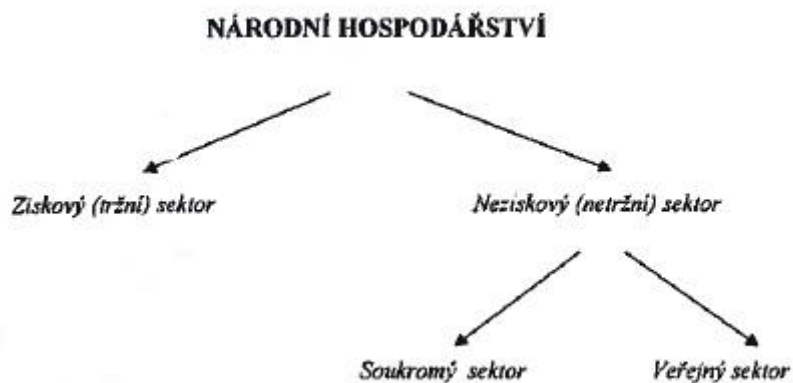 NÁRODNÍ HOSPODÁŘSTVÍ
Ziskový (tržní) sektor
Neziskový (netržní) sektor
Soukromý sektor
Veřejný sektor